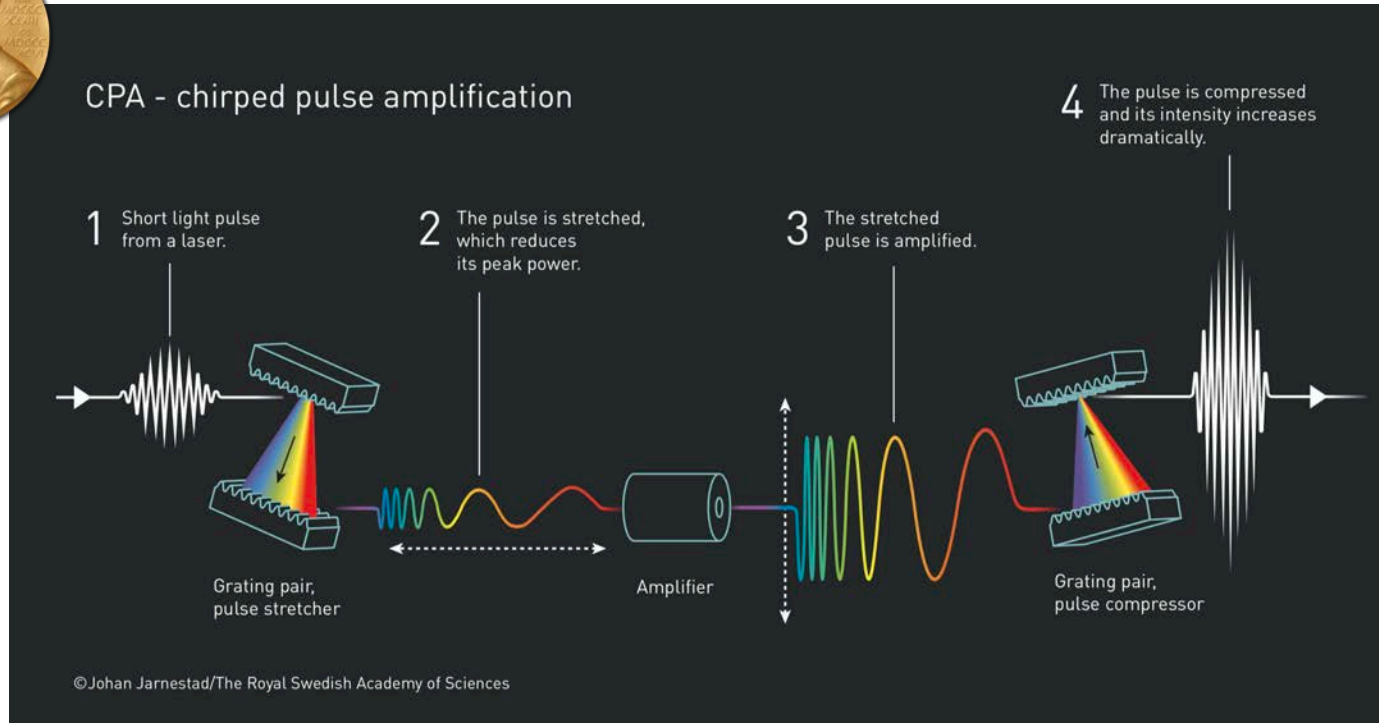 CPA - chirped pulse amplification
1 Short light pulse
from a laser.
2 The pulse is stretched,
which reduces
its peak power.
3 The stretched
pulse is amplified.
4 The pulse is compressed
and its intensity increases
dramatically.
Grating pair,
pulse stretcher
Amplifier
Grating pair,
pulse compressor
©Johan Jarnestad/The Royal Swedish Academy of Sciences